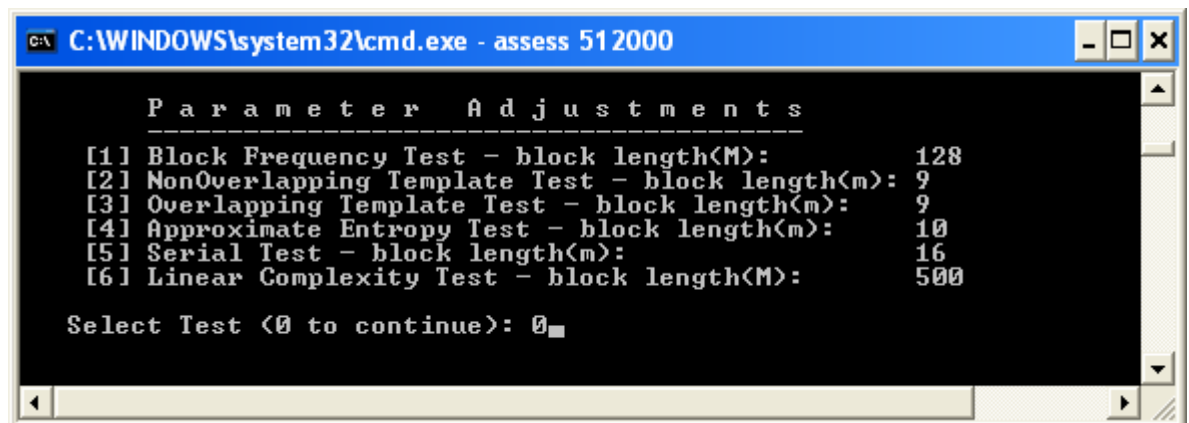 C:\WINDOWS\system32\cmd.exe - assess 512000
P a r a m e t e r   A d j u s t m e n t s
-----------------------------------------
[1] Block Frequency Test - block length(M): 128
[2] NonOverlapping Template Test - block length(m): 9
[3] Overlapping Template Test - block length(m): 9
[4] Approximate Entropy Test - block length(m): 10
[5] Serial Test - block length(m): 16
[6] Linear Complexity Test - block length(M): 500
Select Test (0 to continue): 0